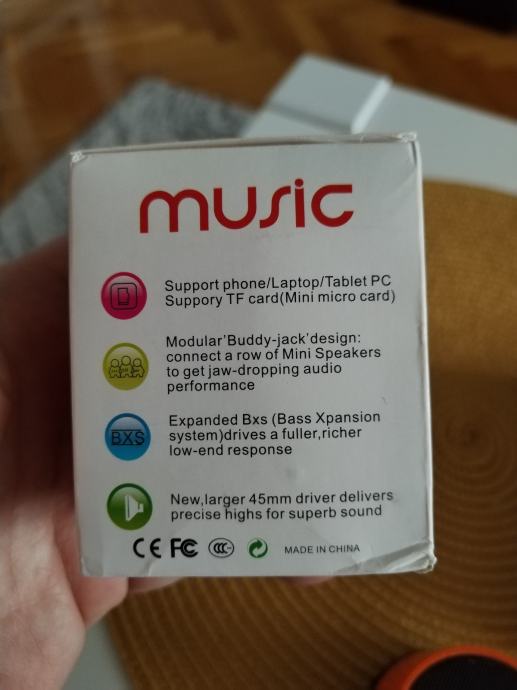 music
Support phone/Laptop/Tablet PC
Suppory TF card(Mini micro card)
Modular'Buddy-jack'design:
connect a row of Mini Speakers
to get jaw-dropping audio
performance
BXS
Expanded Bxs (Bass Xpansion
system)drives a fuller,richer
low-end response
New,larger 45mm driver delivers
precise highs for superb sound
CE FC CCC MADE IN CHINA